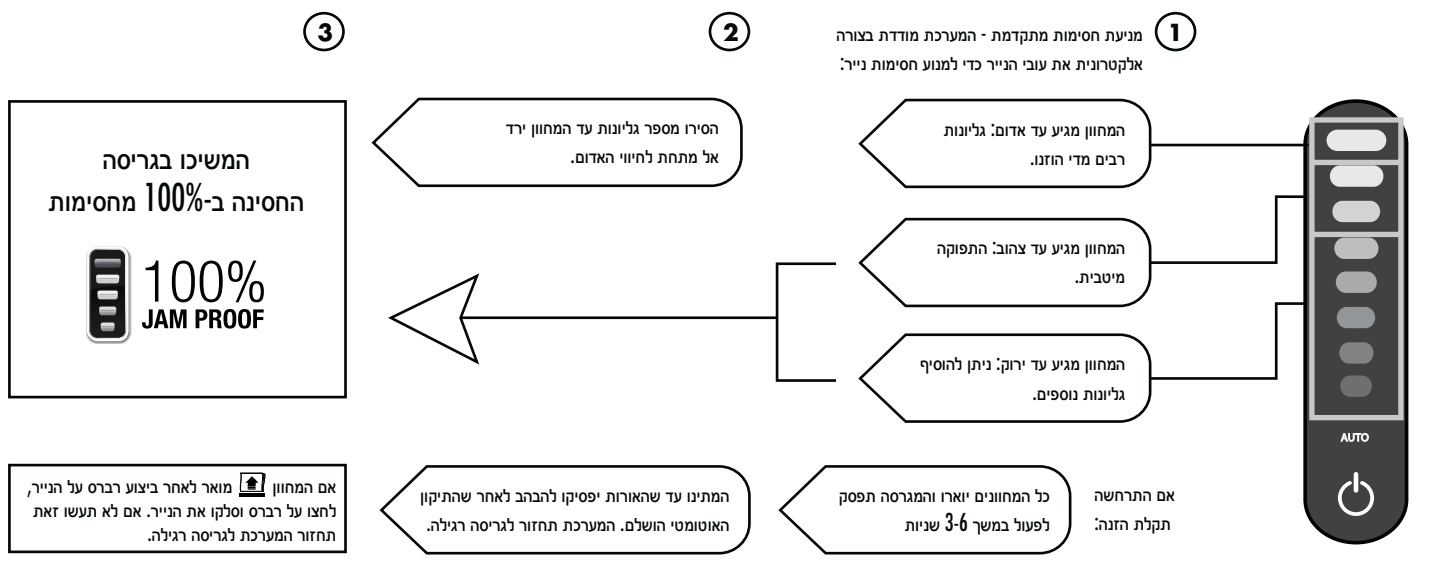 1
מניעת חסימות מתקדמת - המערכת מודדת בצורה
אלקטרונית את עובי הנייר כדי למנוע חסימות נייר:
המחוון מגיע עד אדום: גליונות
רבים מדי הוזנו.
המחוון מגיע עד צהוב: התפוקה
מיטבית.
המחוון מגיע עד ירוק: ניתן להוסיף
גליונות נוספים.
AUTO
2
הסירו מספר גליונות עד המחוון ירד
אל מתחת לחיווי האדום.
3
המשיכו בגריסה
החסינה ב-100% מחסימות
100%
JAM PROOF
אם התרחשה
תקלת הזנה:
כל המחוונים יוארו והמגרסה תפסק
לפעול במשך 3-6 שניות
המתינו עד שהאורות יפסיקו להבהב לאחר שהתיקון
האוטומטי הושלם. המערכת תחזור לגריסה רגילה.
אם המחוון מואר לאחר ביצוע רברס על הנייר,
לחצו על רברס וסלקו את הנייר. אם לא תעשו זאת
תחזור המערכת לגריסה רגילה.